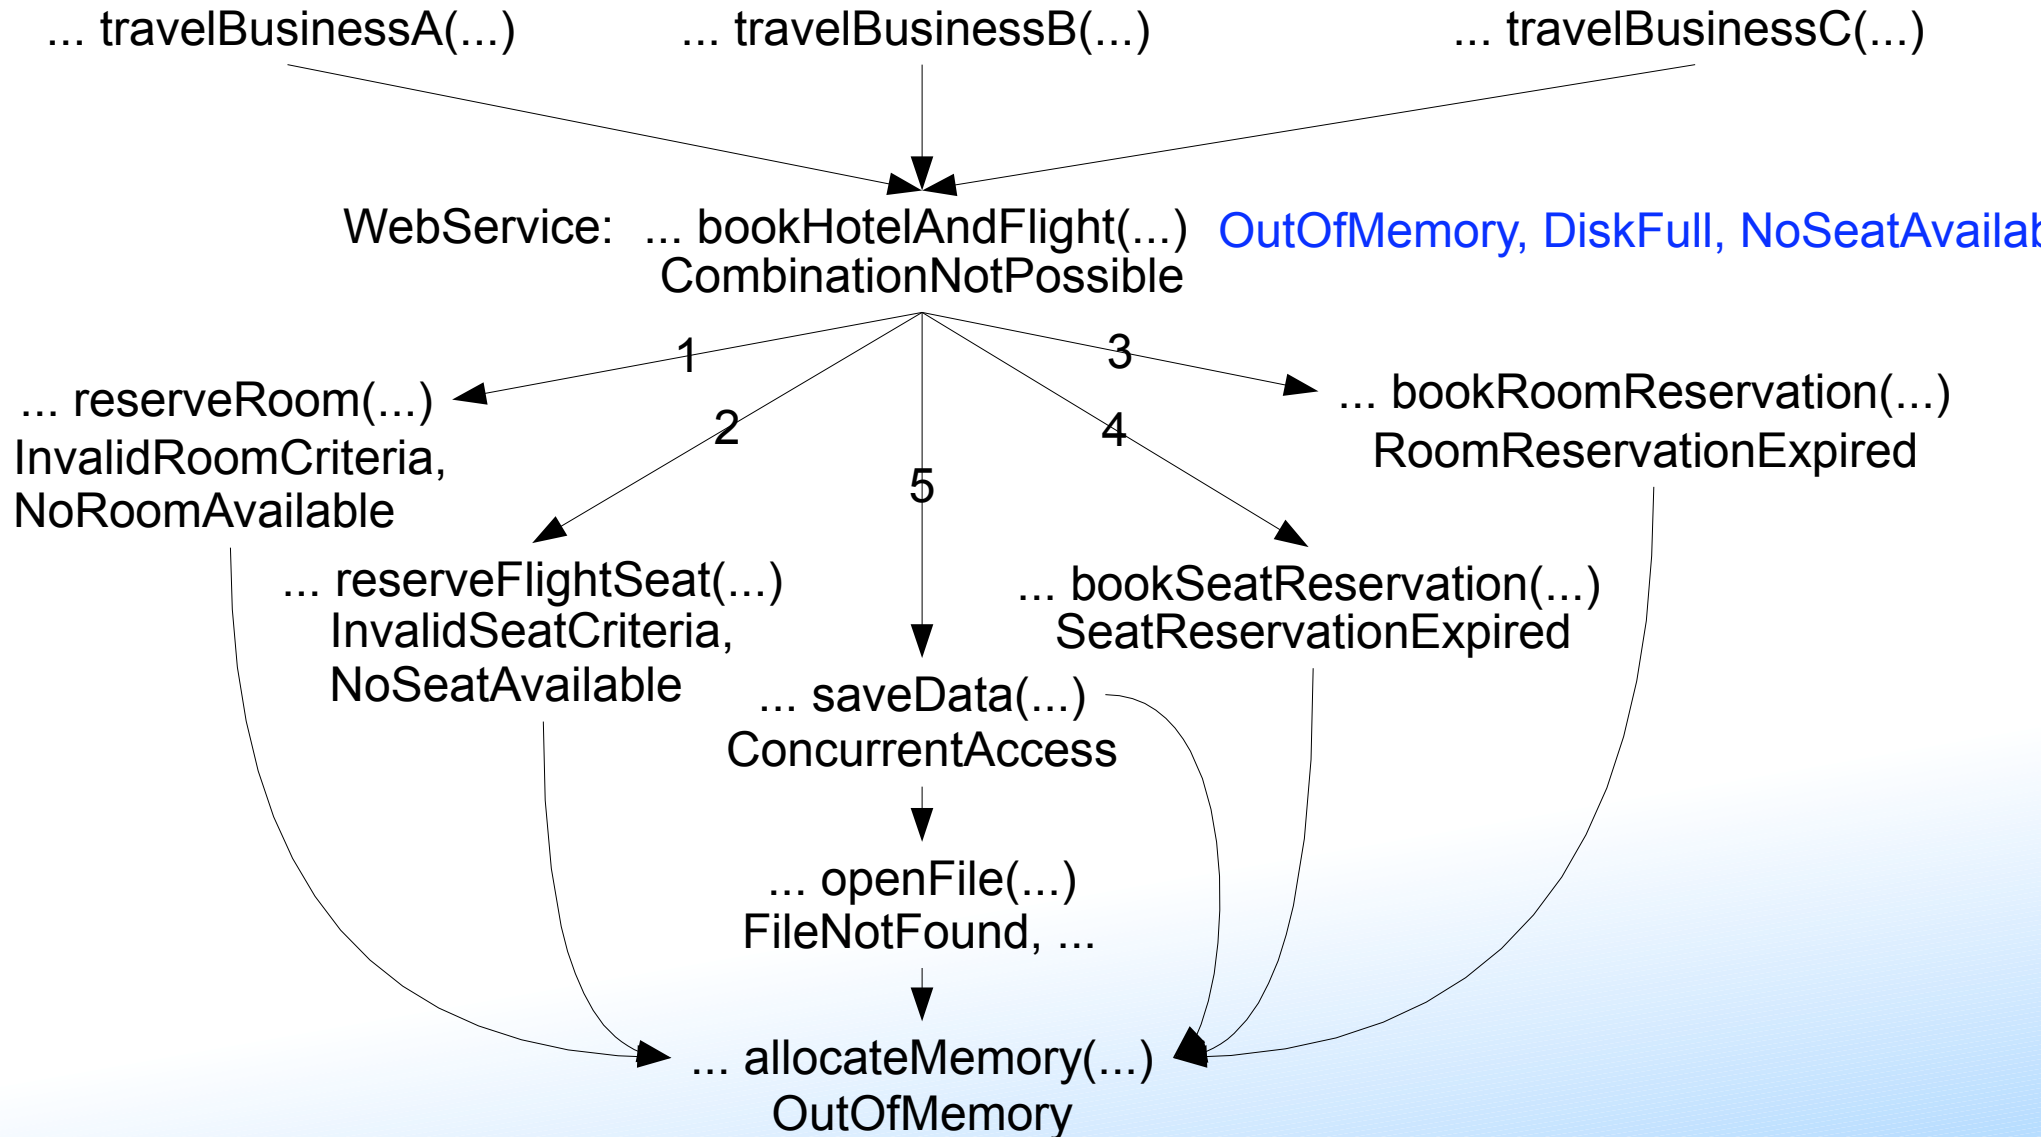 ... travelBusinessA(...) ... travelBusinessB(...) ... travelBusinessC(...)
WebService: ... bookHotelAndFlight(...) OutOfMemory, DiskFull,
CombinationNotPossible
1
3
... reserveRoom(...)
InvalidRoomCriteria,
NoRoomAvailable
2
4
... bookRoomReservation(...)
RoomReservationExpired
5
... reserveFlightSeat(...)
InvalidSeatCriteria,
NoSeatAvailable
... bookSeatReservation(...)
SeatReservationExpired
... saveData(...)
ConcurrentAccess
... openFile(...)
FileNotFound, ...
... allocateMemory(...)
OutOfMemory